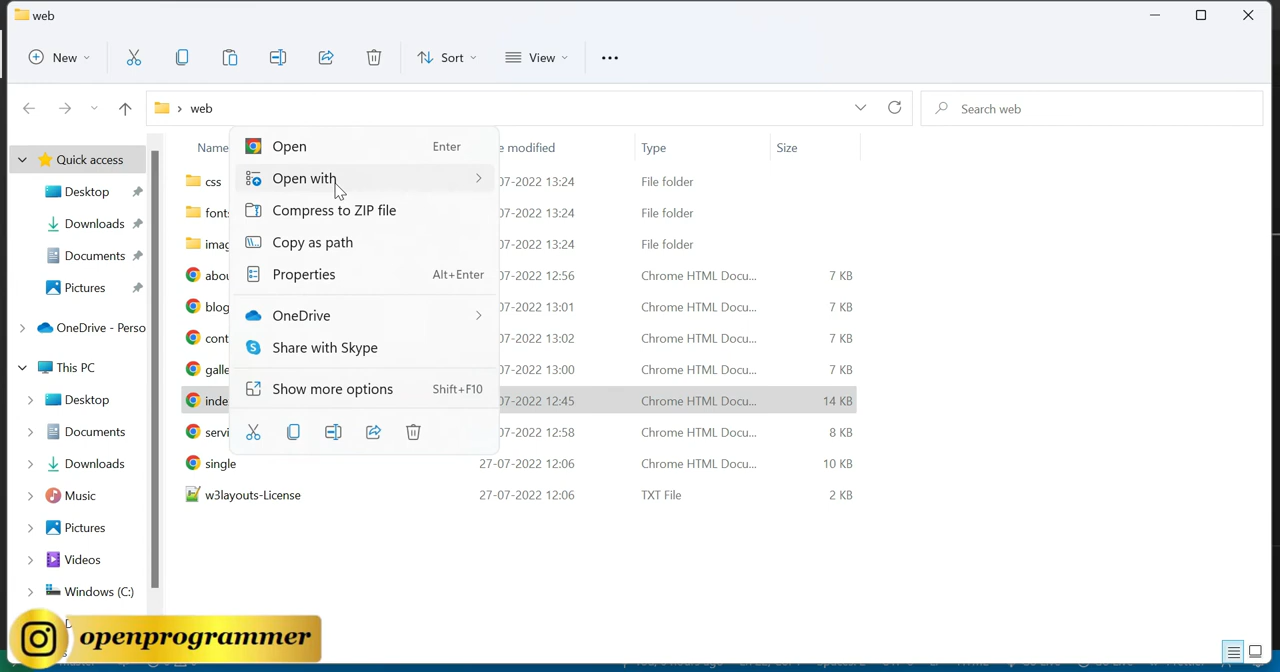 web
New
Sort
View
web
Search web
Name
e modified
Type
Size
Quick access
Desktop
Downloads
Documents
Pictures
OneDrive - Perso
This PC
Desktop
Documents
Downloads
Music
Pictures
Videos
Windows (C:)
Open Enter
Open with
Compress to ZIP file
Copy as path
Properties Alt+Enter
OneDrive
Share with Skype
Show more options Shift+F10
css 07-2022 13:24 File folder
font 07-2022 13:24 File folder
imag 07-2022 13:24 File folder
abou 07-2022 12:56 Chrome HTML Docu... 7 KB
blog 07-2022 13:01 Chrome HTML Docu... 7 KB
cont 07-2022 13:02 Chrome HTML Docu... 7 KB
galle 07-2022 13:00 Chrome HTML Docu... 7 KB
inde 07-2022 12:45 Chrome HTML Docu... 14 KB
servi 07-2022 12:58 Chrome HTML Docu... 8 KB
single 27-07-2022 12:06 Chrome HTML Docu... 10 KB
w3layouts-License 27-07-2022 12:06 TXT File 2 KB
openprogrammer